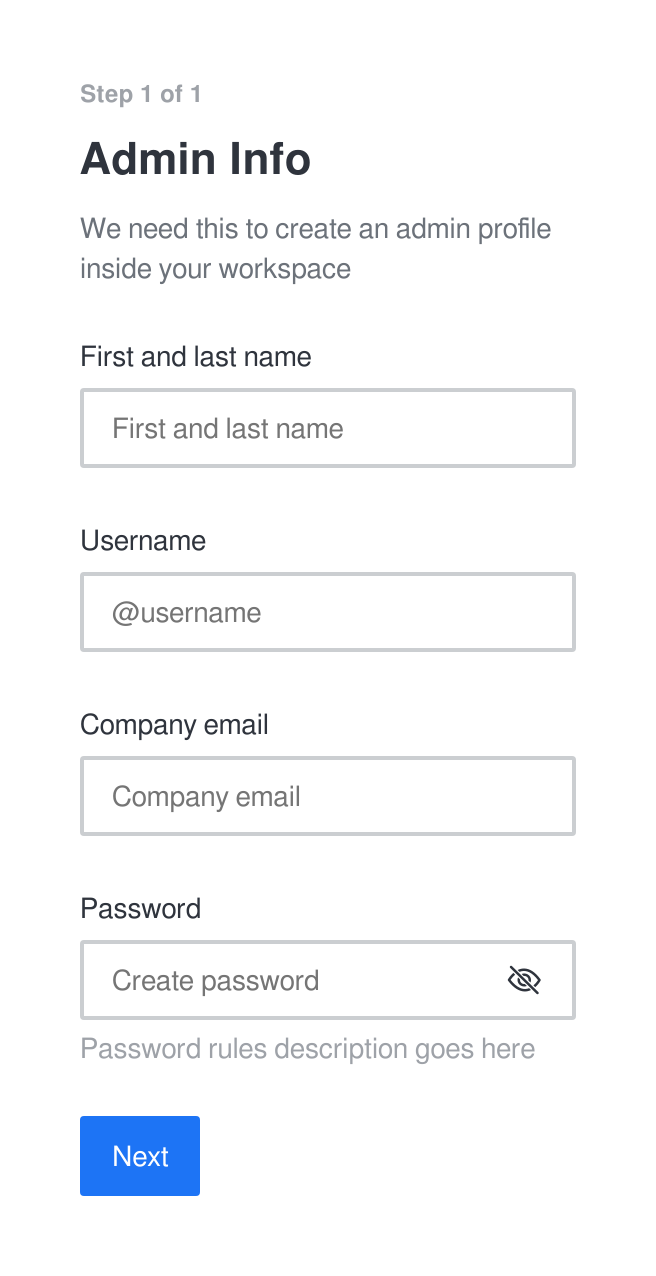 Step 1 of 1
Admin Info
We need this to create an admin profile
inside your workspace
First and last name
First and last name
Username
@username
Company email
Company email
Password
Create password
Password rules description goes here
Next